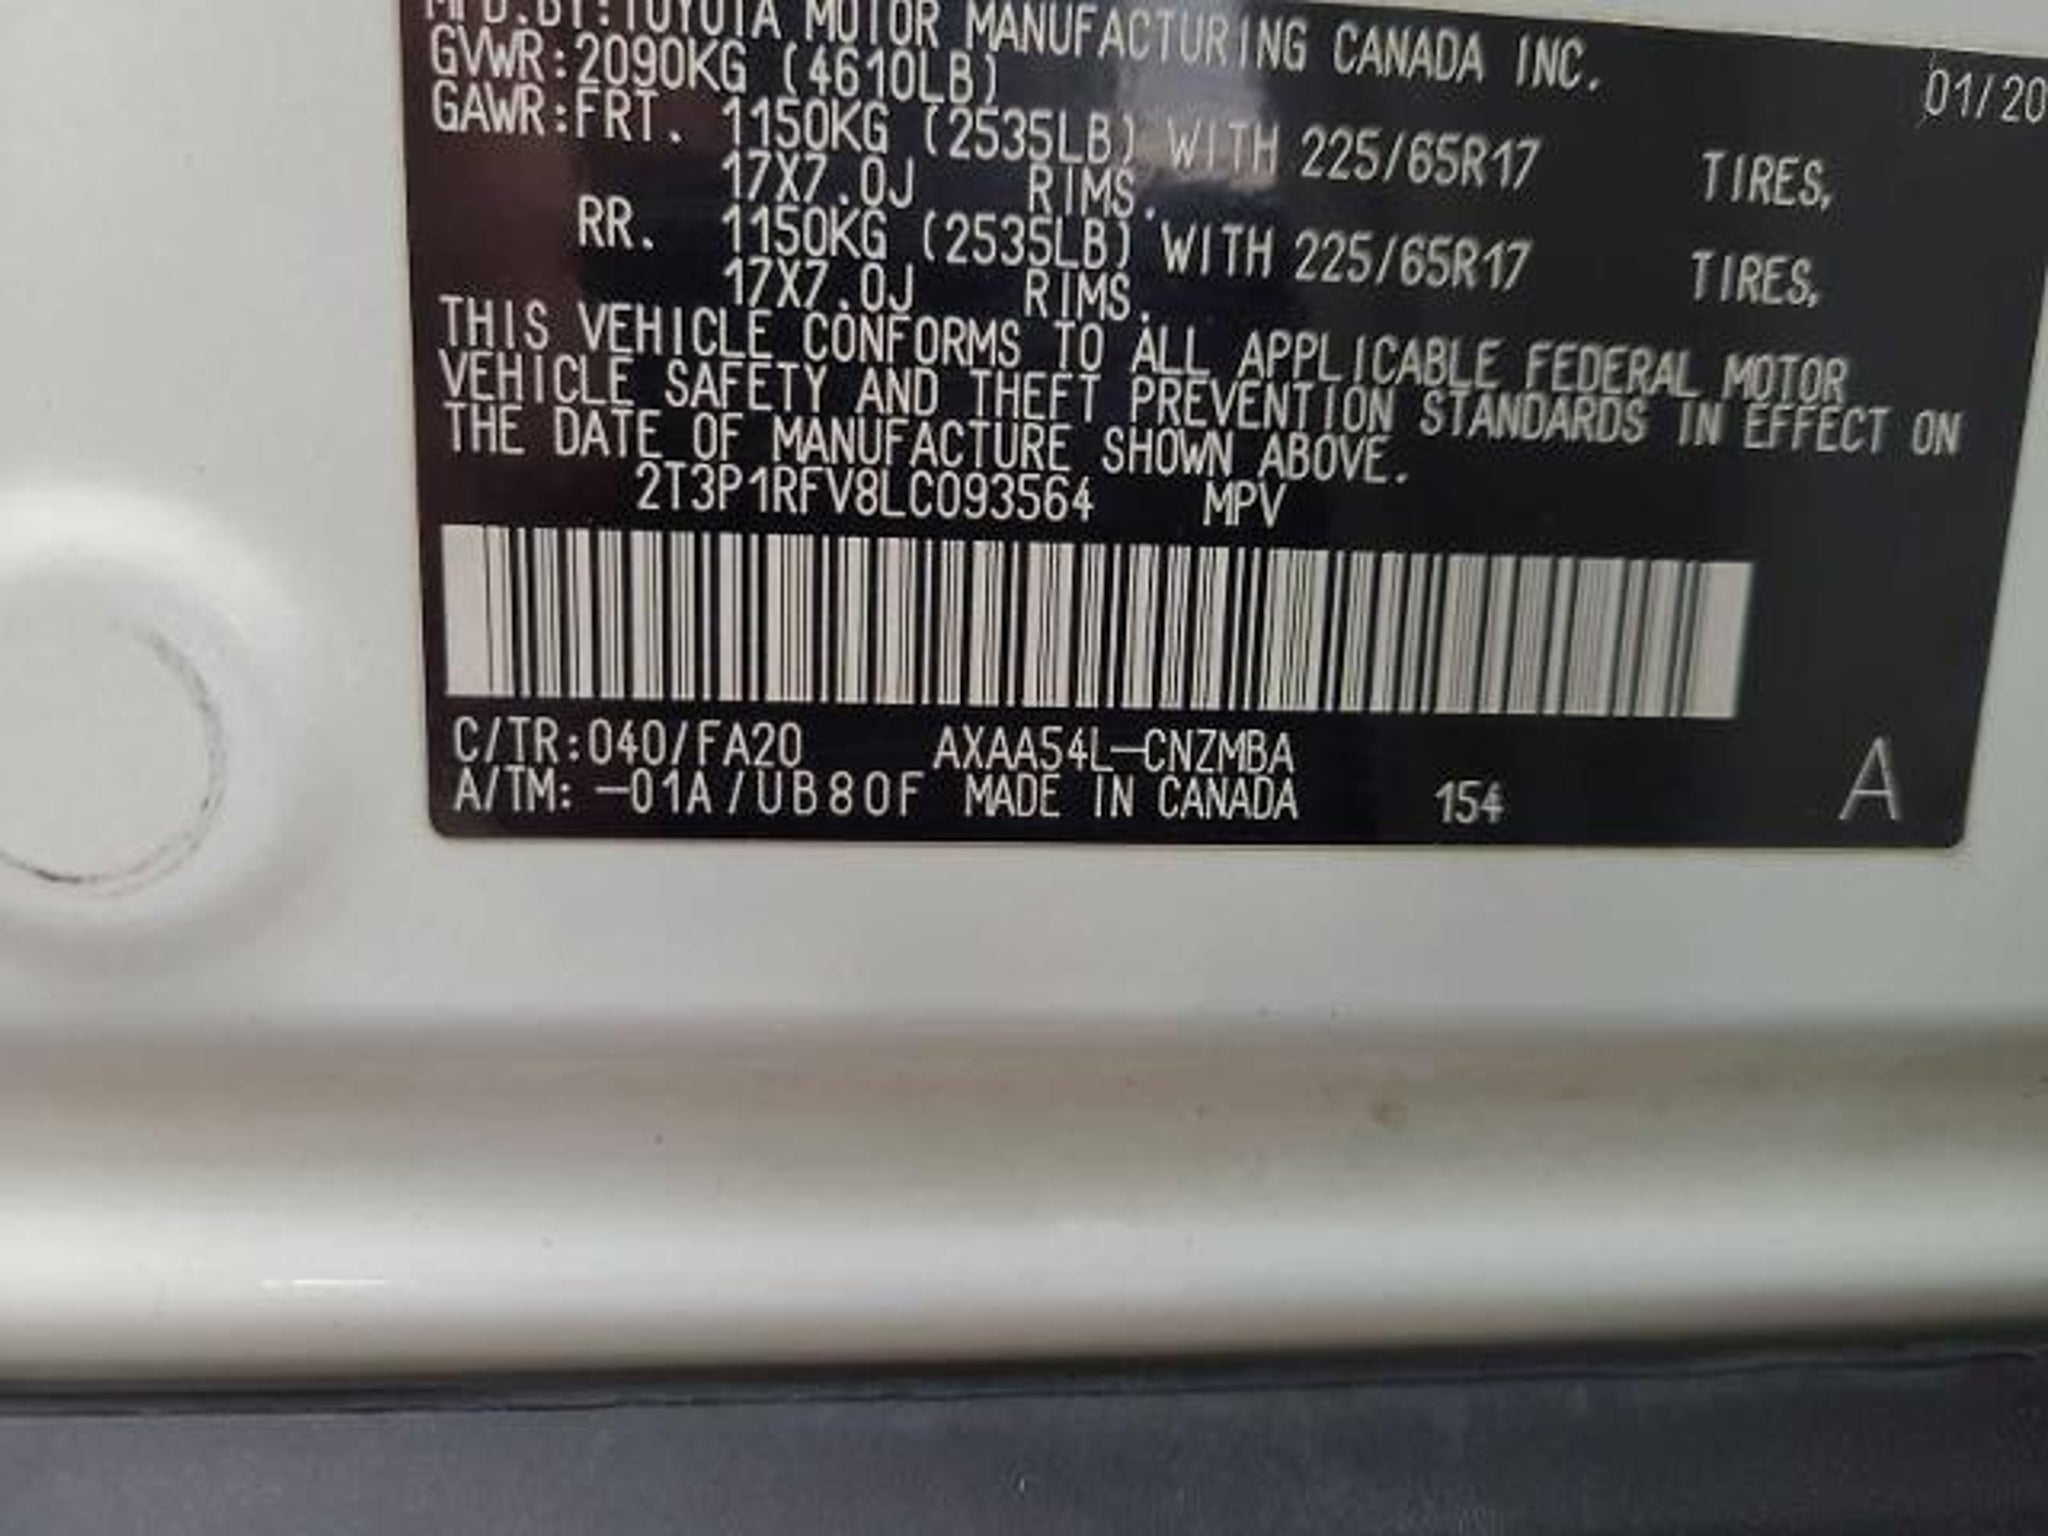 MFD.BY:TOYOTA MOTOR MANUFACTURING CANADA INC. 01/20
GVWR:2090KG (4610LB)
GAWR:FRT. 1150KG (2535LB) WITH 225/65R17 TIRES,
17X7.0J RIMS.
RR. 1150KG (2535LB) WITH 225/65R17 TIRES,
17X7.0J RIMS.
THIS VEHICLE CONFORMS TO ALL APPLICABLE FEDERAL MOTOR
VEHICLE SAFETY AND THEFT PREVENTION STANDARDS IN EFFECT ON
THE DATE OF MANUFACTURE SHOWN ABOVE.
2T3P1RFV8LC093564 MPV
C/TR:040/FA20 AXAA54L-CNZMBA
A/TM: -01A/UB80F MADE IN CANADA 154 A